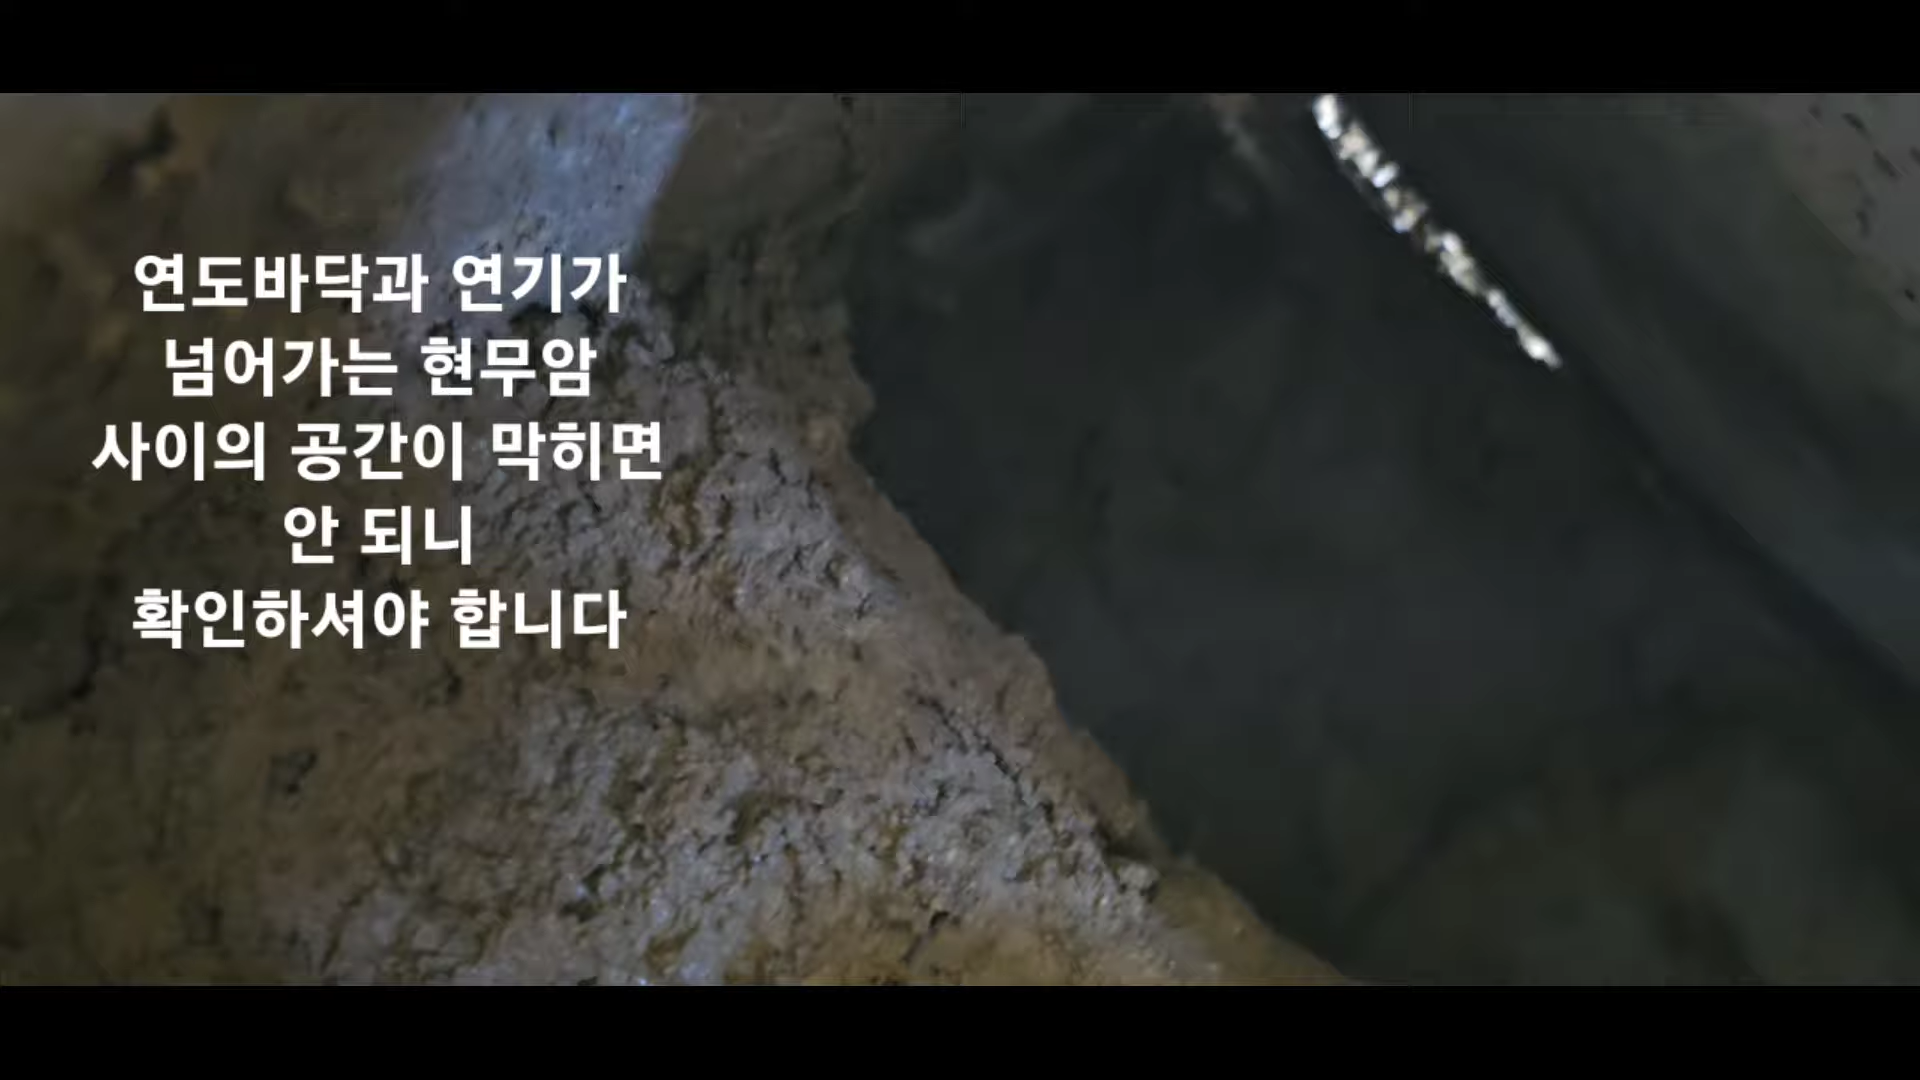 연도바닥과 연기가
넘어가는 현무암
사이의 공간이 막히면
안 되니
확인하셔야 합니다